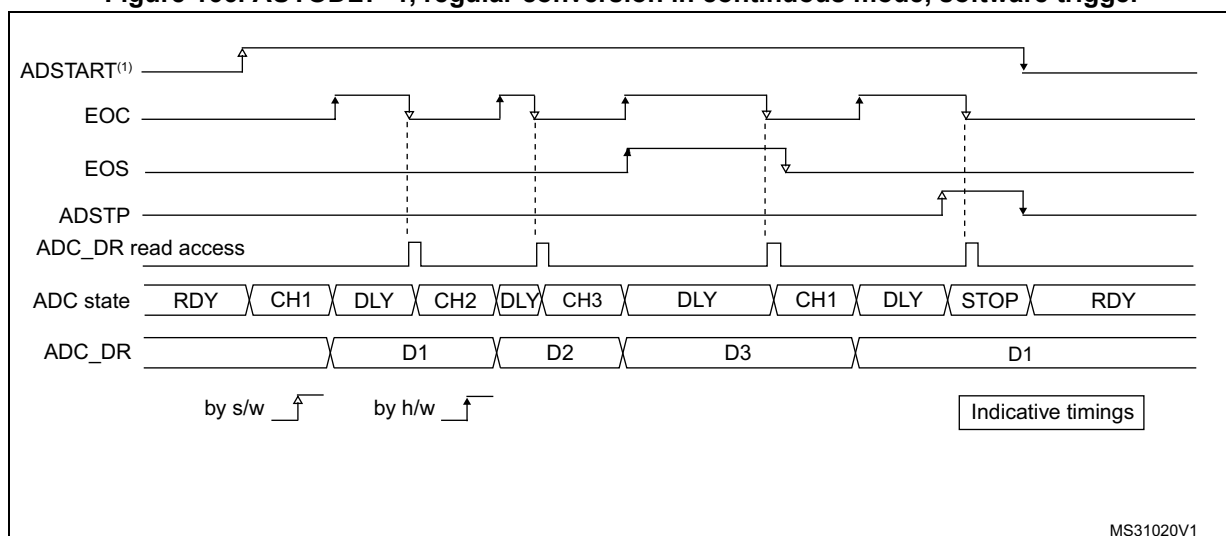 ADSTART(1)
EOC
EOS
ADSTP
ADC_DR read access
ADC state RDY CH1 DLY CH2 DLY CH3 DLY CH1 DLY STOP RDY
ADC_DR D1 D2 D3 D1
by s/w by h/w Indicative timings
MS31020V1